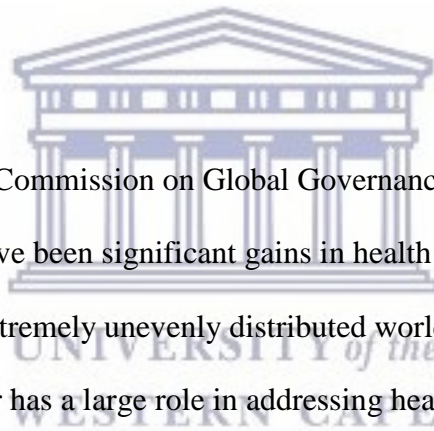 Commission on Global Governanc
ve been significant gains in health
tremely unevenly distributed worl
UNIVERSITY of the
r has a large role in addressing hea
WESTERN CAPE